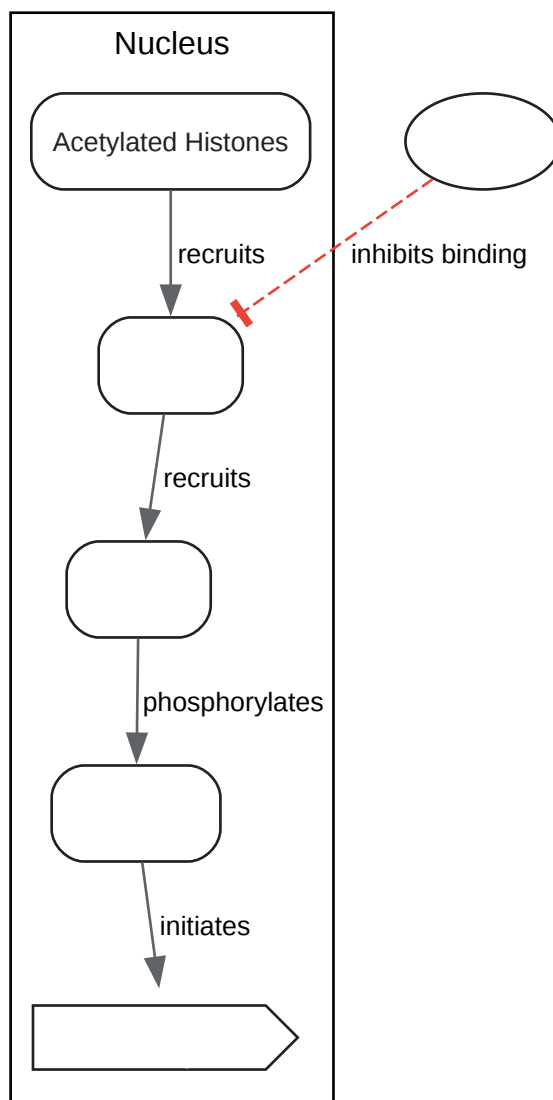 Nucleus
Acetylated Histones
recruits
inhibits binding
recruits
phosphorylates
initiates